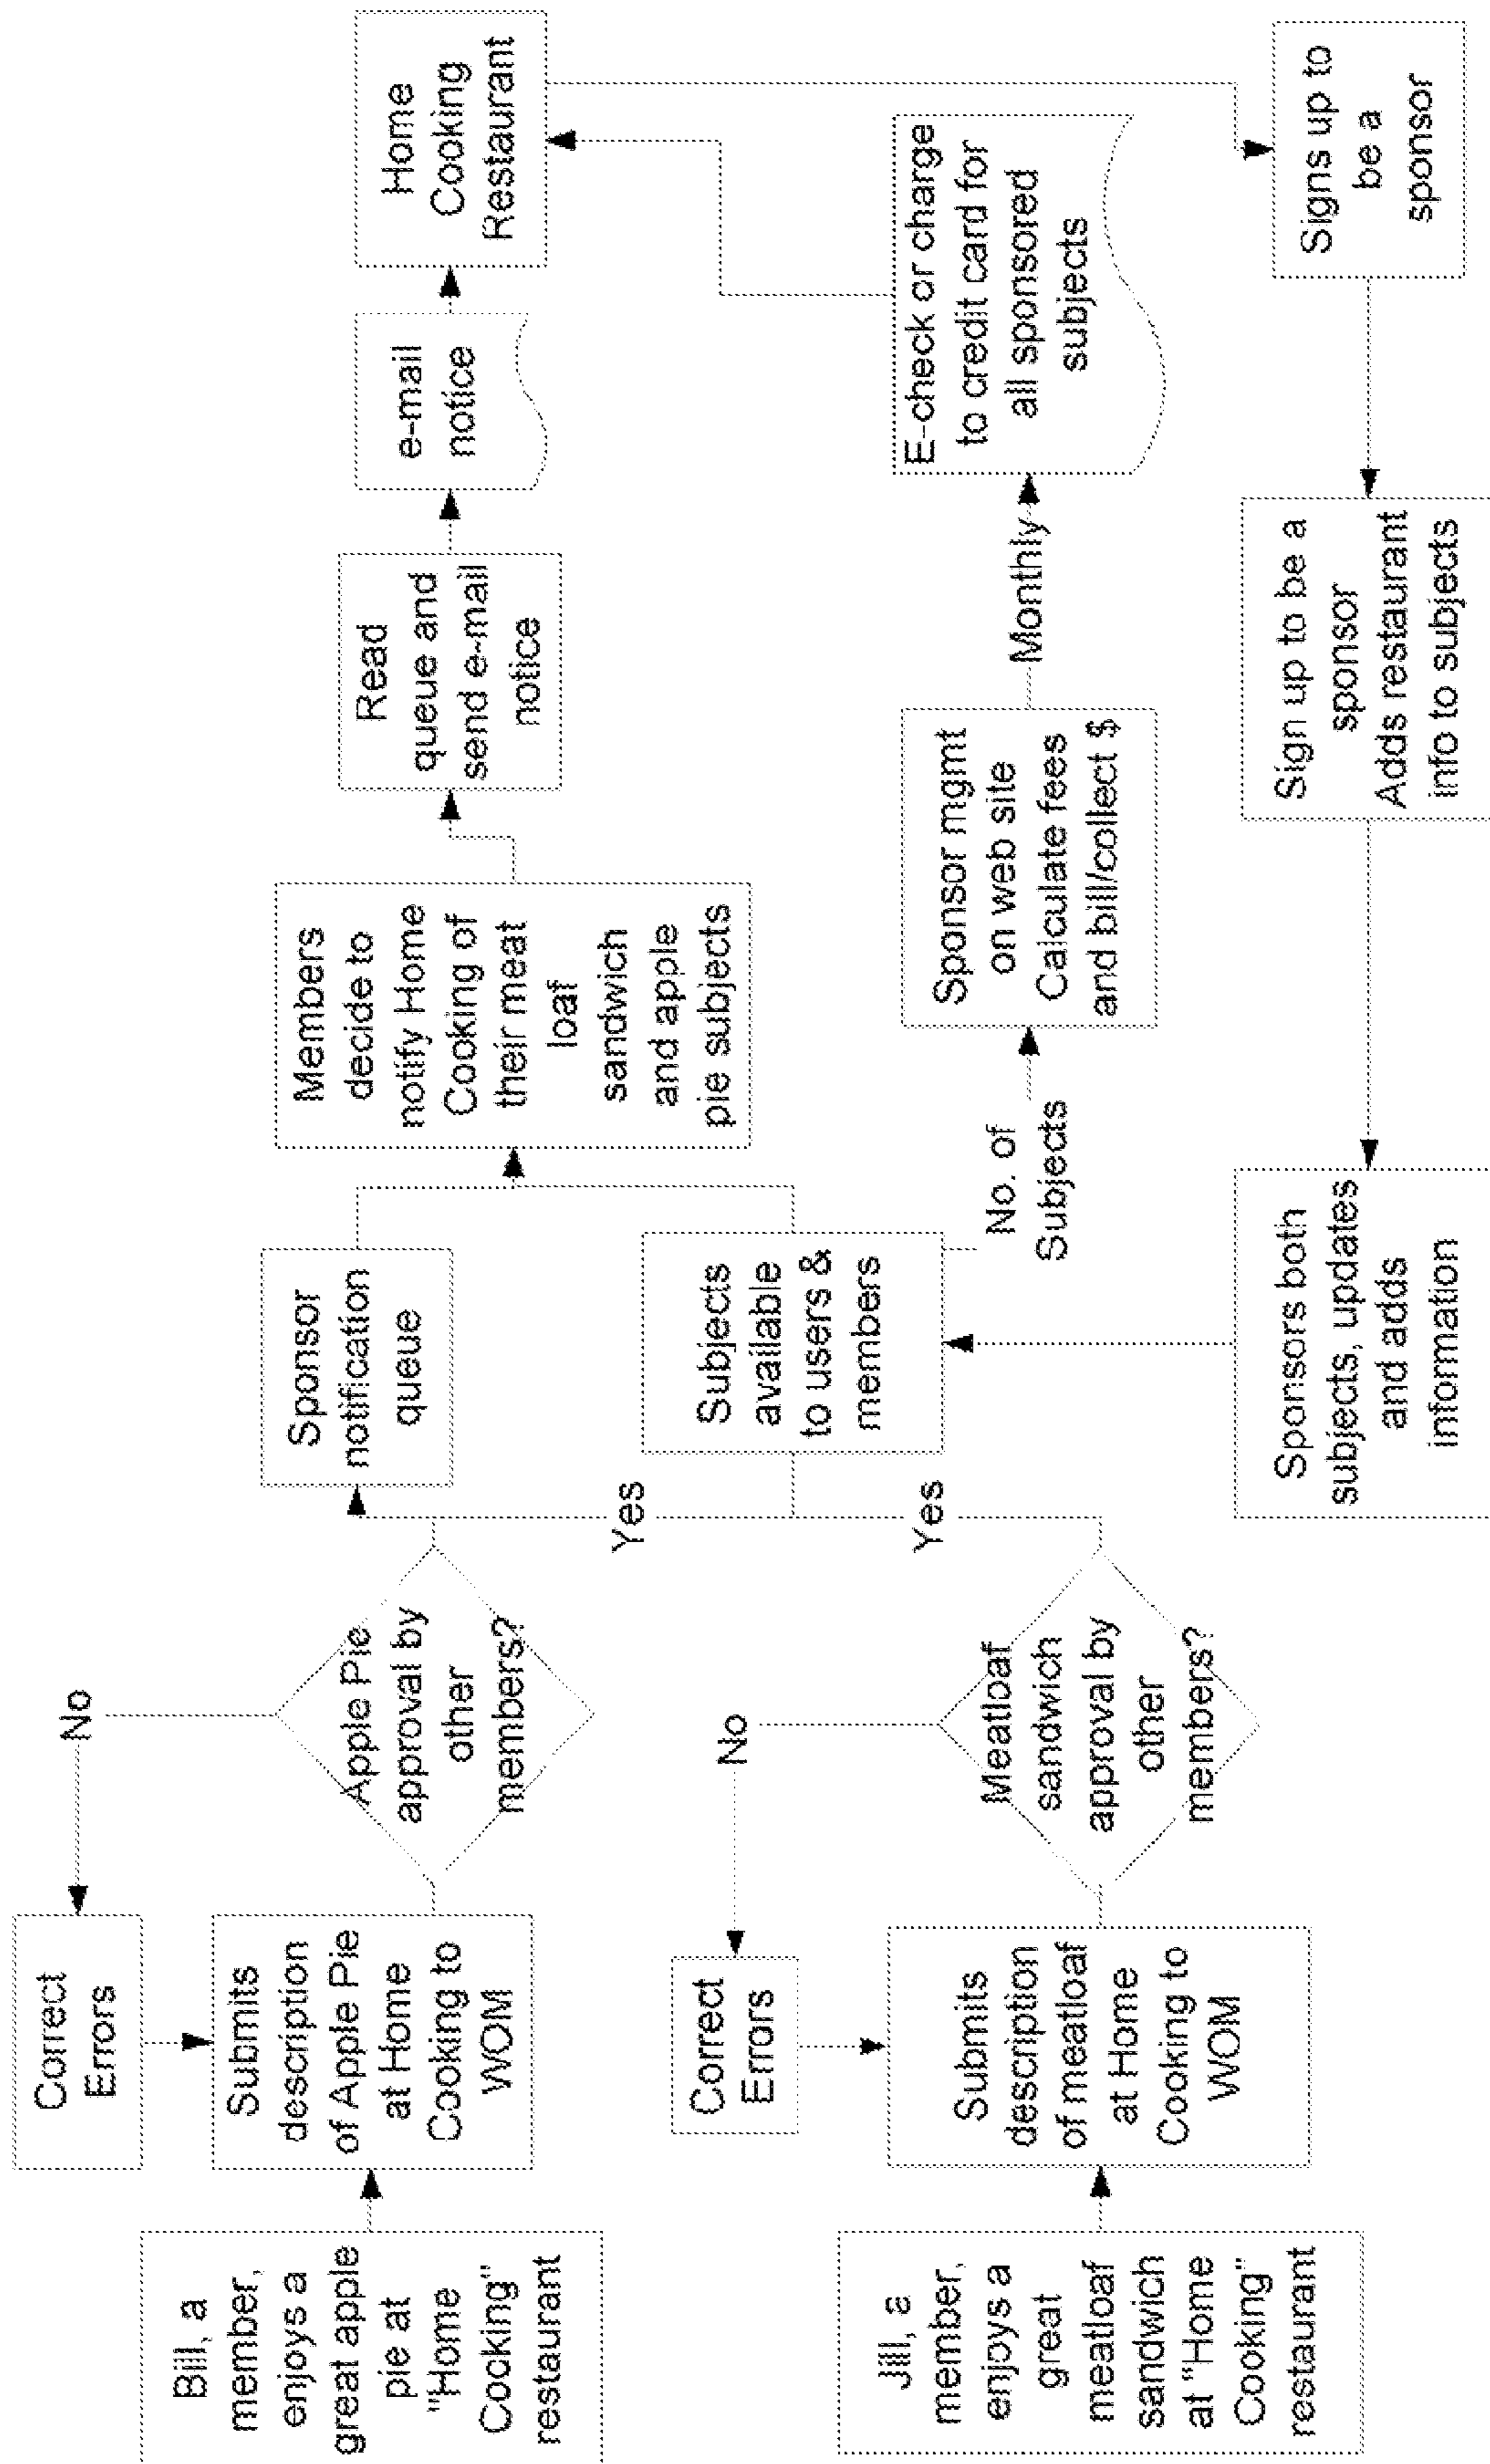 Bill, a
member,
enjoys a
great apple
pie at
"Home
Cooking"
restaurant
Correct
Errors
Submits
description
of Apple Pie
at Home
Cooking to
WOM
No
Apple Pie
approval by
other
members?
Yes
Sponsor
notification
queue
Members
decide to
notify Home
Cooking of
their meat
loaf
sandwich
and apple
pie subjects
Read
queue and
send e-mail
notice
e-mail
notice
Home
Cooking
Restaurant
Jill, a
member,
enjoys a
great
meatloaf
sandwich
at "Home
Cooking"
restaurant
Correct
Errors
Submits
description
of meatloaf
at Home
Cooking to
WOM
No
Meatloaf
sandwich
approval by
other
members?
Yes
Subjects
available
to users &
members
No. of
Subjects
Sponsor mgmt
on web site
Calculate fees
and bill/collect $
Monthly
E-check or charge
to credit card for
all sponsored
subjects
Sponsors both
subjects, updates
and adds
information
Sign up to be a
sponsor
Adds restaurant
info to subjects
Signs up to
be a
sponsor